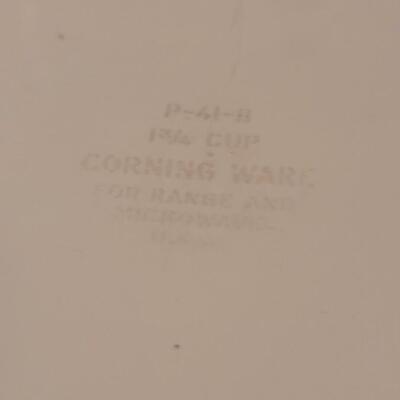 P-41-B
1¾ CUP
CORNING WARE
FOR RANGE AND
MICROWAVE
U.S.A.